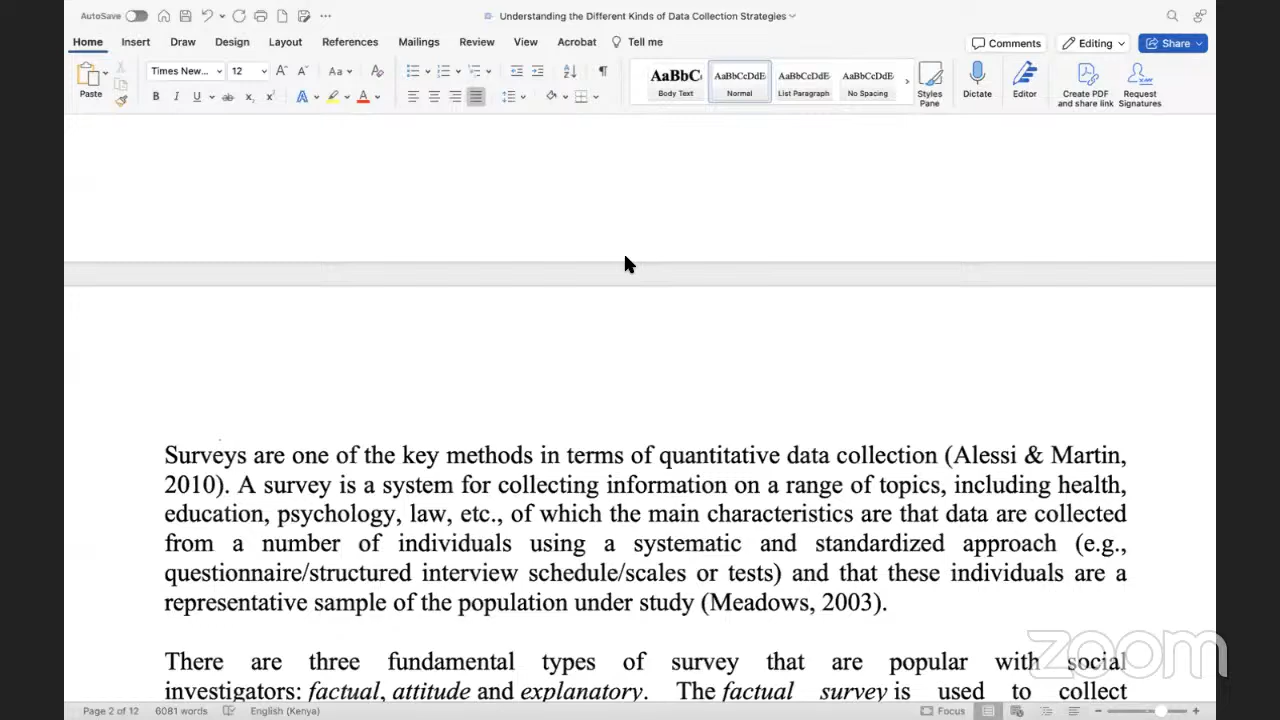 AutoSave
Understanding the Different Kinds of Data Collection Strategies
Home Insert Draw Design Layout References Mailings Review View Acrobat Tell me
Comments Editing Share
Paste
Times New... 12
AaBbC Body Text
AaBbCcDdE Normal
AaBbCcDdE List Paragraph
AaBbCcDdE No Spacing
Styles Pane
Dictate
Editor
Create PDF and share link
Request Signatures
Surveys are one of the key methods in terms of quantitative data collection (Alessi & Martin,
2010). A survey is a system for collecting information on a range of topics, including health,
education, psychology, law, etc., of which the main characteristics are that data are collected
from a number of individuals using a systematic and standardized approach (e.g.,
questionnaire/structured interview schedule/scales or tests) and that these individuals are a
representative sample of the population under study (Meadows, 2003).
There are three fundamental types of survey that are popular with social
investigators: factual, attitude and explanatory. The factual survey is used to collect
zoom
Page 2 of 12 6081 words English (Kenya) Focus